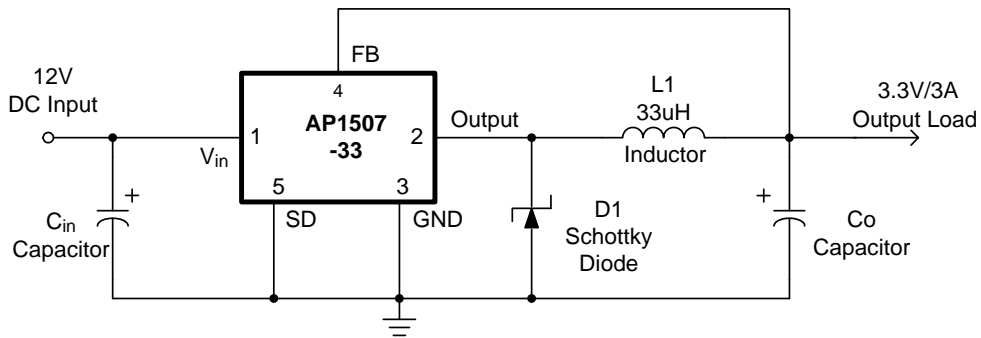 FB
12V
DC Input
4
L1
33uH
Inductor
3.3V/3A
Output Load
AP1507
-33
1
2
Output
Vin
5
3
SD
GND
+
Cin
Capacitor
D1
Schottky
Diode
+
Co
Capacitor